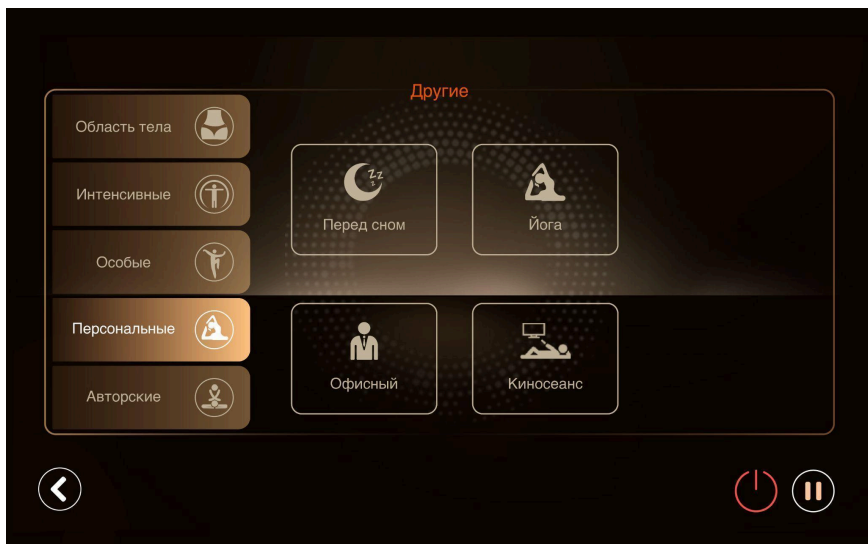 Другие
Область тела
Интенсивные
Особые
Персональные
Авторские
Перед сном
Йога
Офисный
Киносеанс